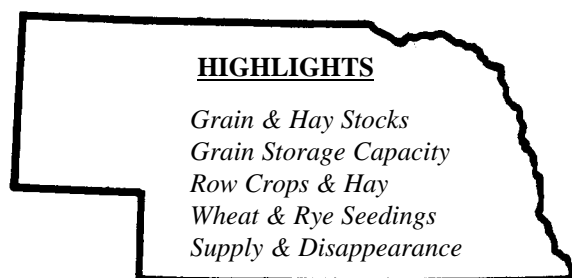 HIGHLIGHTS
Grain & Hay Stocks
Grain Storage Capacity
Row Crops & Hay
Wheat & Rye Seedings
Supply & Disappearance